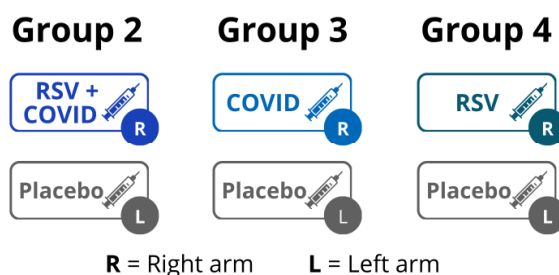 Group 2 Group 3 Group 4
RSV +
COVID
R
COVID
R
RSV
R
Placebo
L
Placebo
L
Placebo
L
R = Right arm L = Left arm